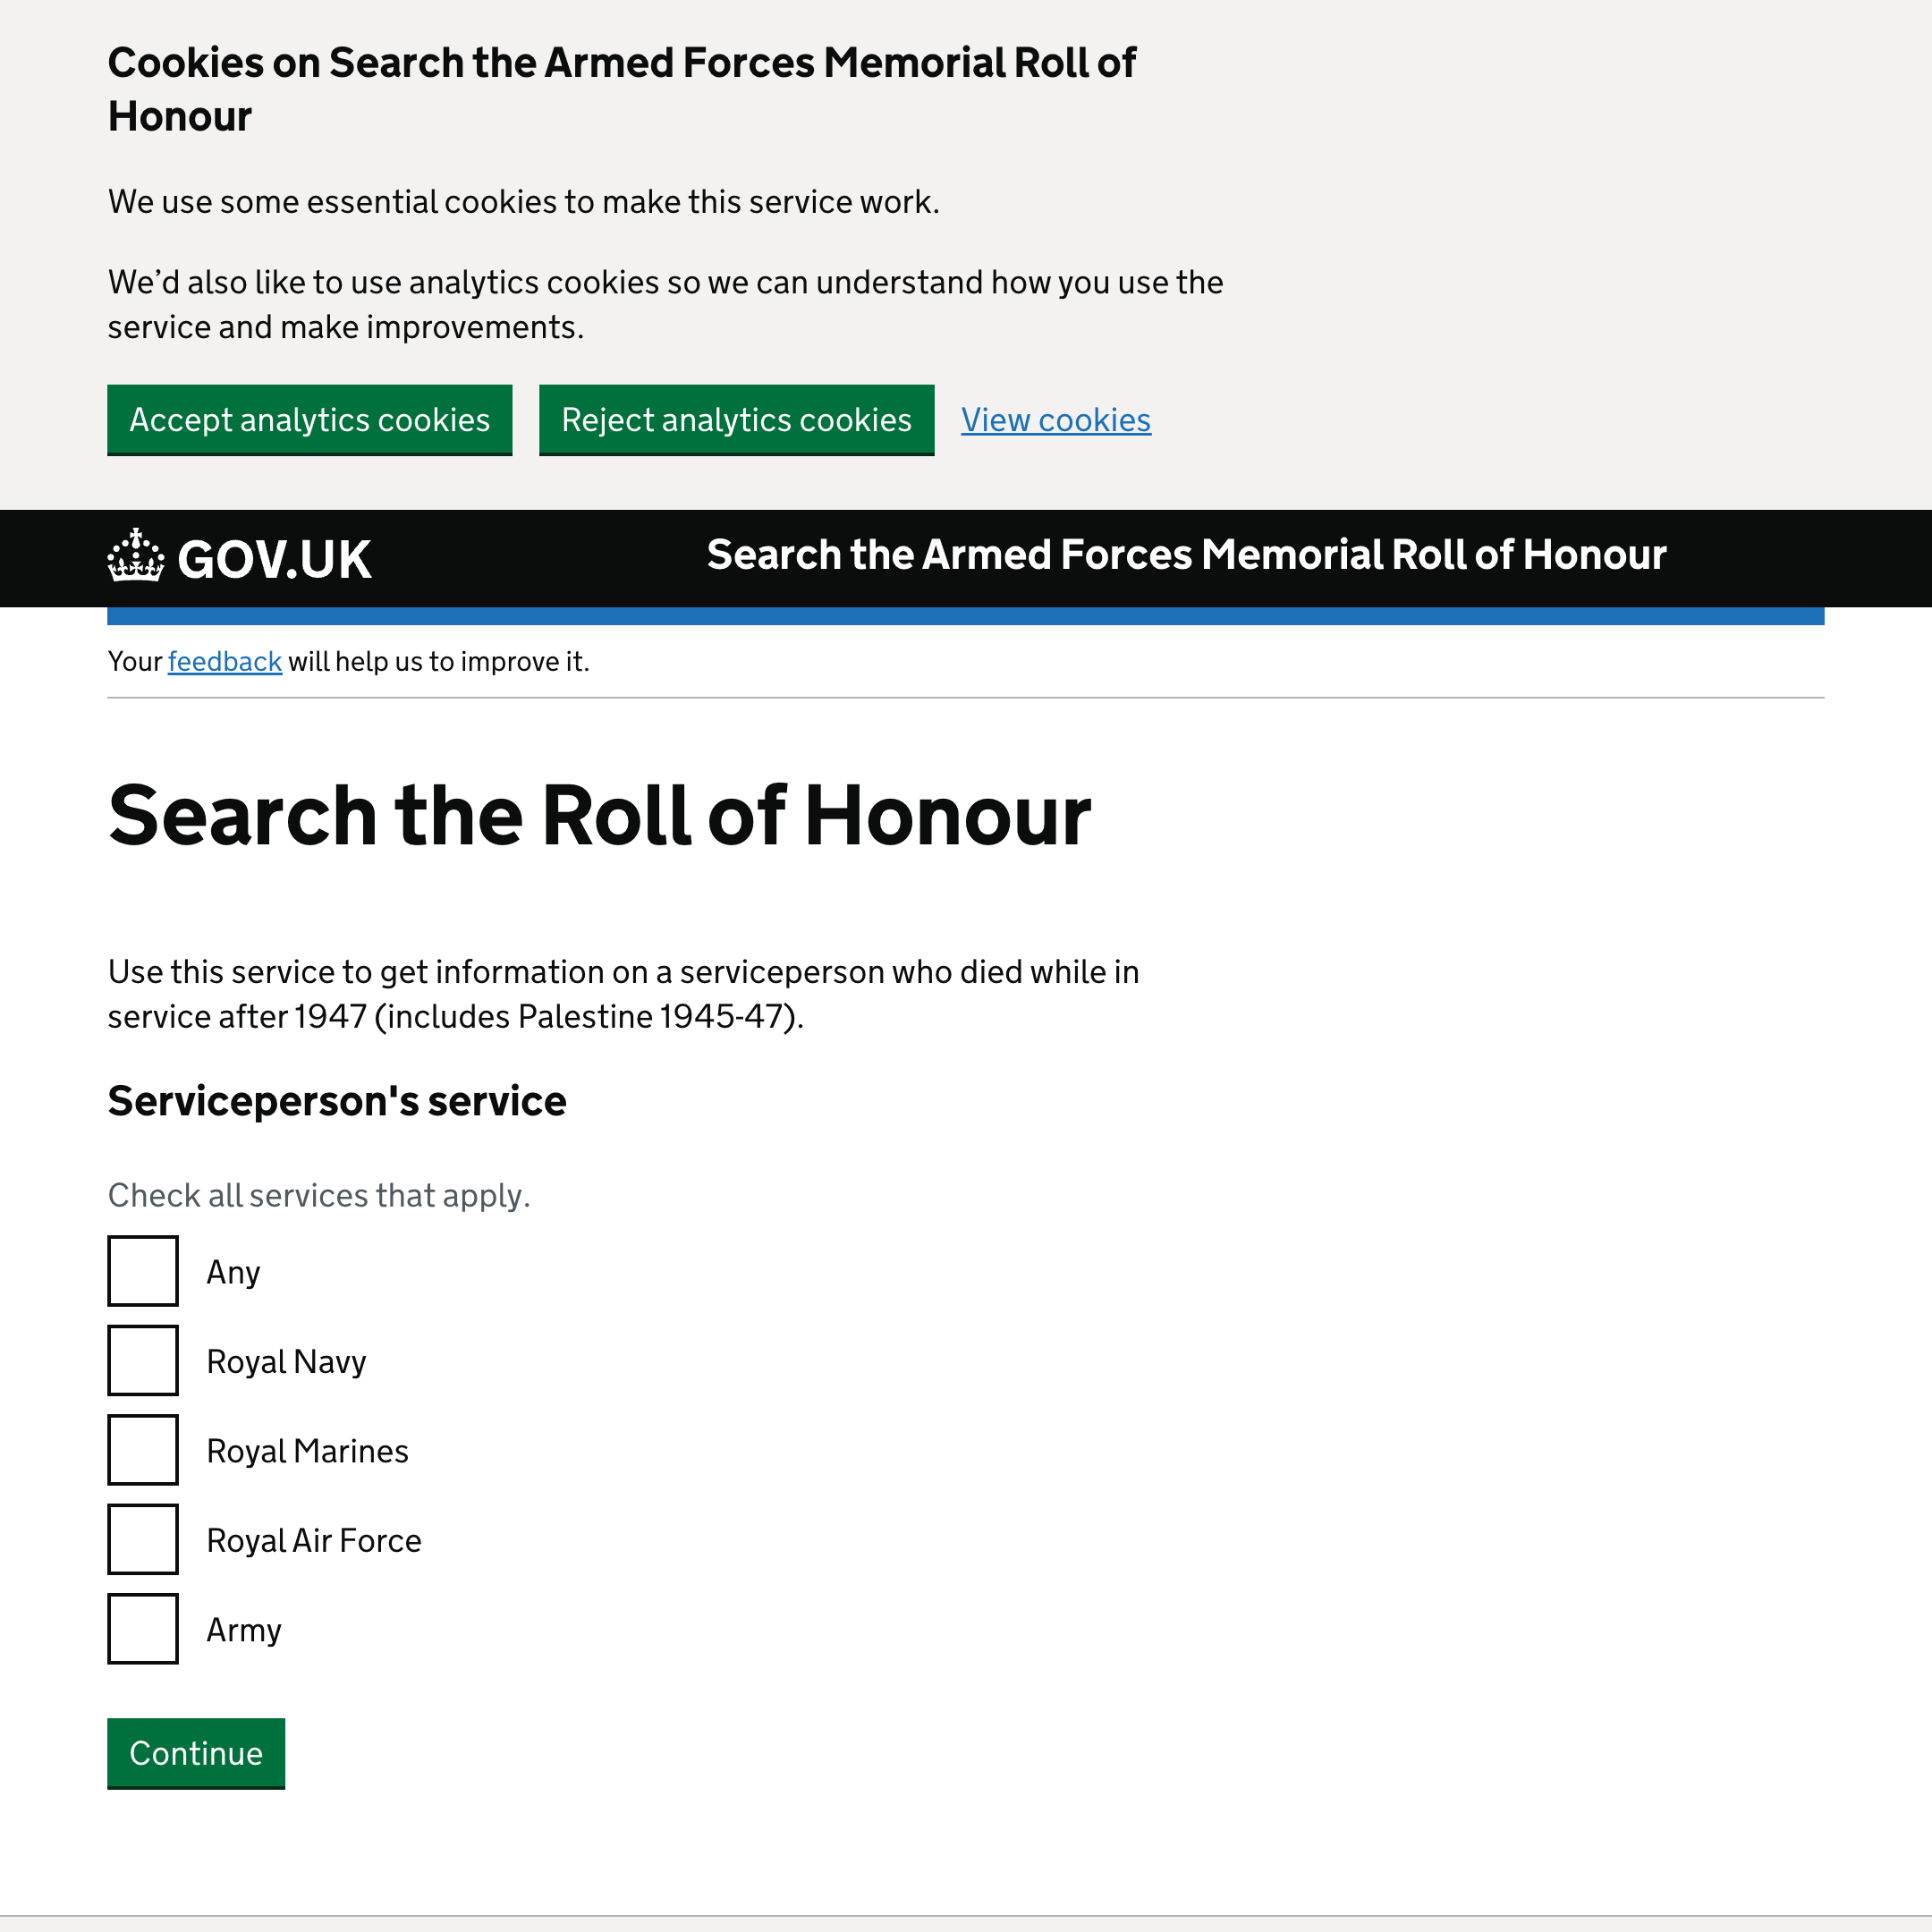 Cookies on Search the Armed Forces Memorial Roll of
Honour
We use some essential cookies to make this service work.
We’d also like to use analytics cookies so we can understand how you use the
service and make improvements.
Accept analytics cookies Reject analytics cookies View cookies
GOV.UK Search the Armed Forces Memorial Roll of Honour
Your feedback will help us to improve it.
Search the Roll of Honour
Use this service to get information on a serviceperson who died while in
service after 1947 (includes Palestine 1945-47).
Serviceperson's service
Check all services that apply.
Any
Royal Navy
Royal Marines
Royal Air Force
Army
Continue